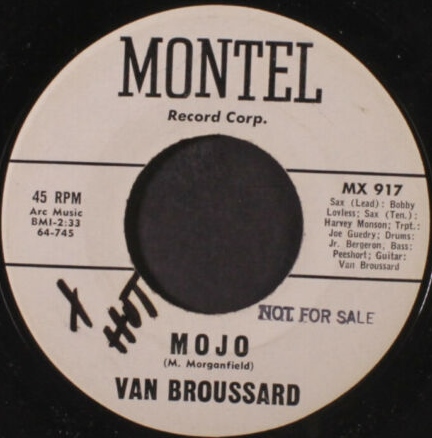 MONTEL
Record Corp.
45 RPM
Arc Music
BMI-2:33
64-745
MX 917
Sax (Lead): Bobby
Lovless; Sax (Ten.):
Harvey Monson; Trpt.:
Joe Guedry; Drums:
Jr. Bergeron, Bass:
Peeshort; Guitar:
Van Broussard
X
HOT
NOT FOR SALE
MOJO
(M. Morganfield)
VAN BROUSSARD